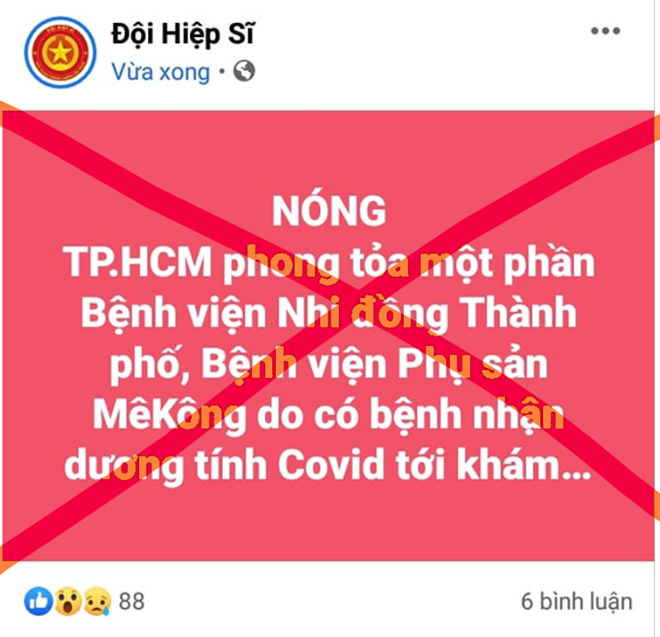 Đội Hiệp Sĩ
Vừa xong ·
NÓNG
TP.HCM phong tỏa một phần
Bệnh viện Nhi đồng Thành
phố, Bệnh viện Phụ sản
MêKông do có bệnh nhận
dương tính Covid tới khám...
88
6 bình luận